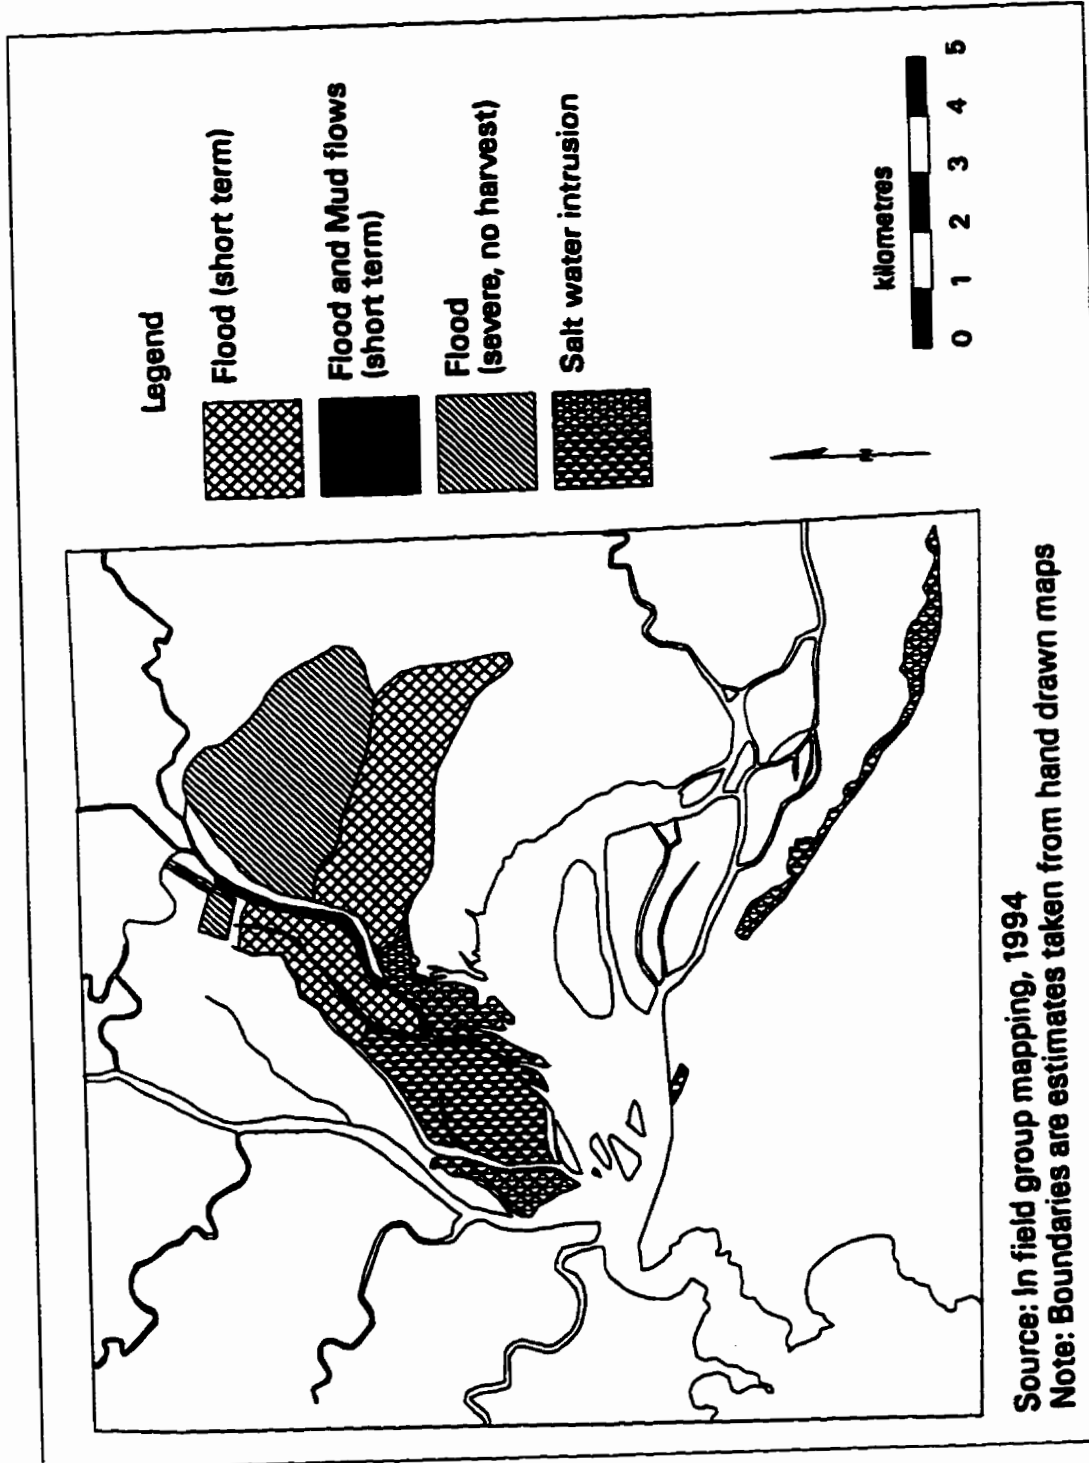 Legend
Flood (short term)
Flood and Mud flows
(short term)
Flood
(severe, no harvest)
Salt water intrusion
N
kilometres
0 1 2 3 4 5
Source: In field group mapping, 1994
Note: Boundaries are estimates taken from hand drawn maps